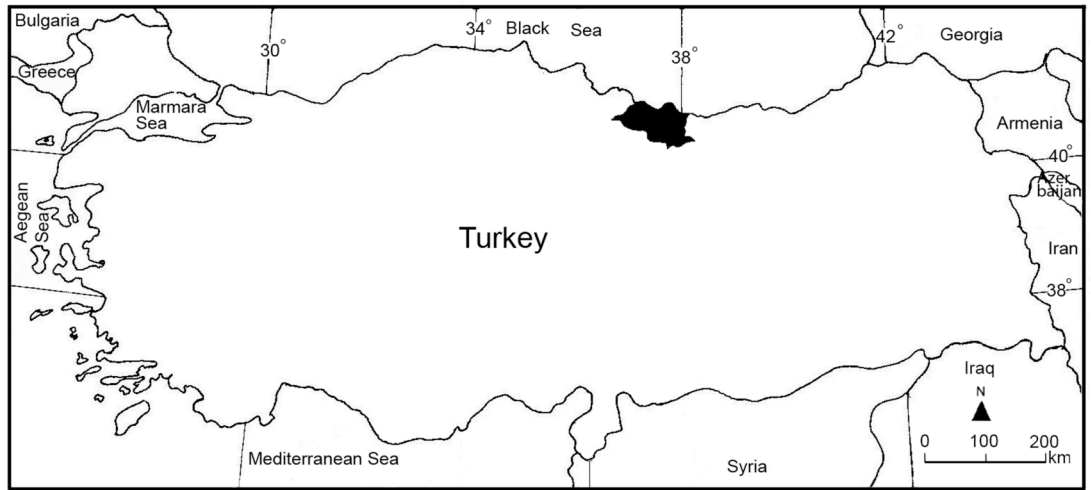 Bulgaria
Black Sea
Georgia
34°
42°
30°
38°
Greece
Marmara
Sea
Armenia
40°
Azer
baijan
Aegean
Sea
Turkey
Iran
38°
Iraq
N
0 100 200
km
Mediterranean Sea
Syria